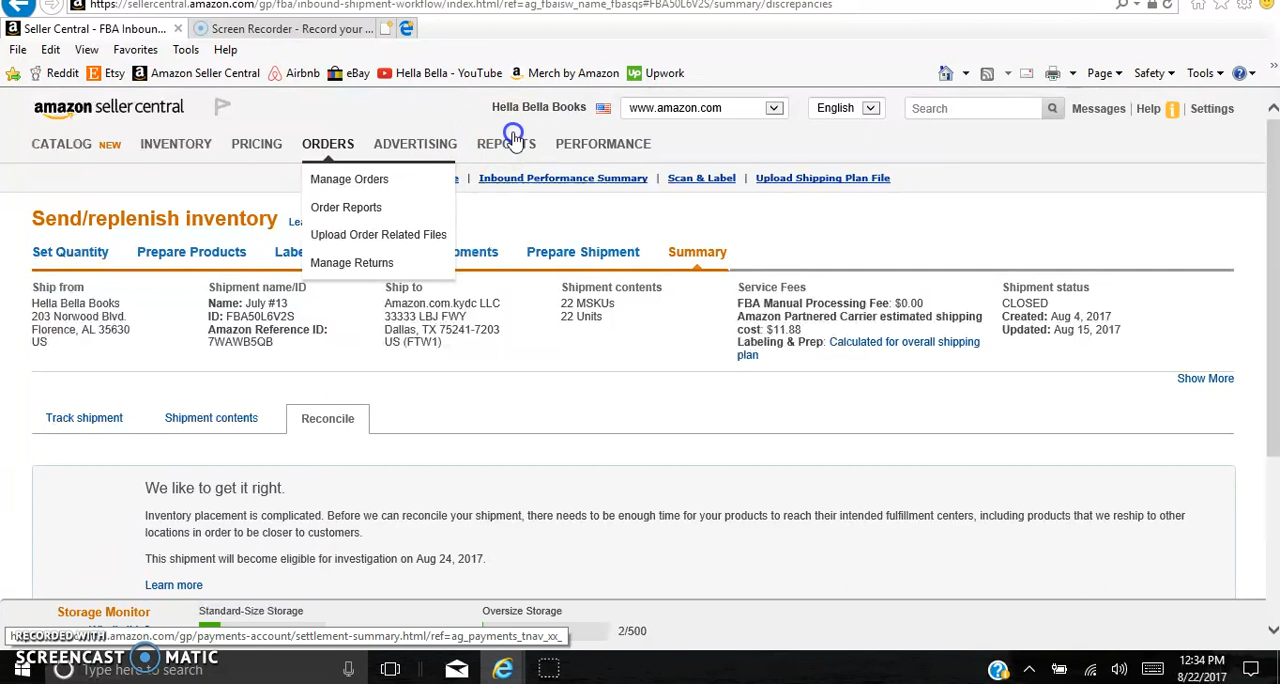 https://sellercentral.amazon.com/gp/fba/inbound-shipment-workflow/index.html/ref=ag_fbaisw_name_fbasqs#FBA50L6V2S/summary/discrepancies
Seller Central - FBA Inboun...
Screen Recorder - Record your ...
File Edit View Favorites Tools Help
Reddit Etsy Amazon Seller Central Airbnb eBay Hella Bella - YouTube Merch by Amazon Upwork
Page Safety Tools
amazon seller central
Hella Bella Books www.amazon.com English Search Messages Help Settings
CATALOG NEW INVENTORY PRICING ORDERS ADVERTISING REPORTS PERFORMANCE
Inbound Performance Summary | Scan & Label | Upload Shipping Plan File
Manage Orders
Order Reports
Upload Order Related Files
Manage Returns
Send/replenish inventory
Set Quantity Prepare Products Prepare Shipment Summary
Ship from
Hella Bella Books
203 Norwood Blvd.
Florence, AL 35630
US
Shipment name/ID
Name: July #13
ID: FBA50L6V2S
Amazon Reference ID:
7WAWB5QB
Ship to
Amazon.com.kydc LLC
33333 LBJ FWY
Dallas, TX 75241-7203
US (FTW1)
Shipment contents
22 MSKUs
22 Units
Service Fees
FBA Manual Processing Fee: $0.00
Amazon Partnered Carrier estimated shipping
cost: $11.88
Labeling & Prep: Calculated for overall shipping
plan
Shipment status
CLOSED
Created: Aug 4, 2017
Updated: Aug 15, 2017
Show More
Track shipment Shipment contents Reconcile
We like to get it right.
Inventory placement is complicated. Before we can reconcile your shipment, there needs to be enough time for your products to reach their intended fulfillment centers, including products that we reship to other
locations in order to be closer to customers.
This shipment will become eligible for investigation on Aug 24, 2017.
Learn more
Storage Monitor Standard-Size Storage Oversize Storage
2/500
.amazon.com/gp/payments-account/settlement-summary.html/ref=ag_payments_tnav_xx_
RECORDED WITH
SCREENCAST MATIC
Type here to search
12:34 PM
8/22/2017